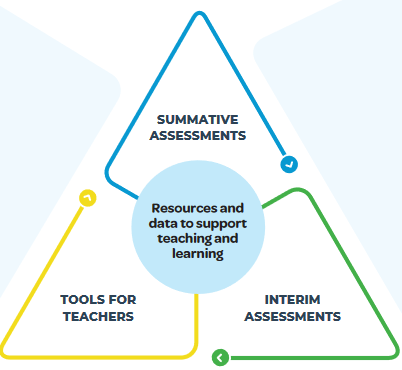 SUMMATIVE
ASSESSMENTS
Resources and
data to support
teaching and
learning
TOOLS FOR
TEACHERS
INTERIM
ASSESSMENTS